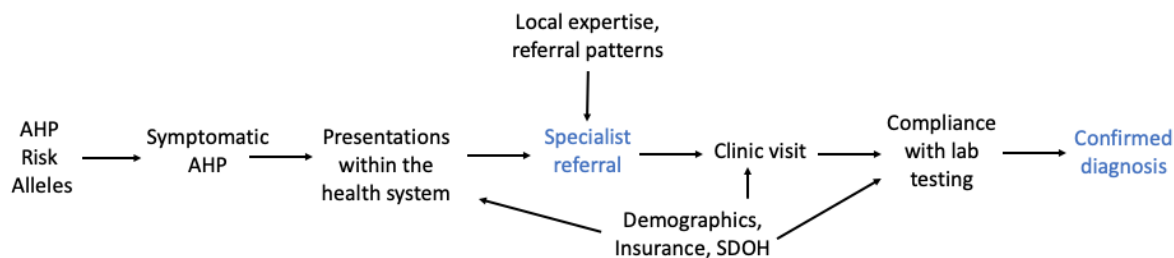 Local expertise,
referral patterns
AHP
Risk
Alleles
Symptomatic
AHP
Presentations
within the
health system
Specialist
referral
Clinic visit
Compliance
with lab
testing
Confirmed
diagnosis
Demographics,
Insurance, SDOH